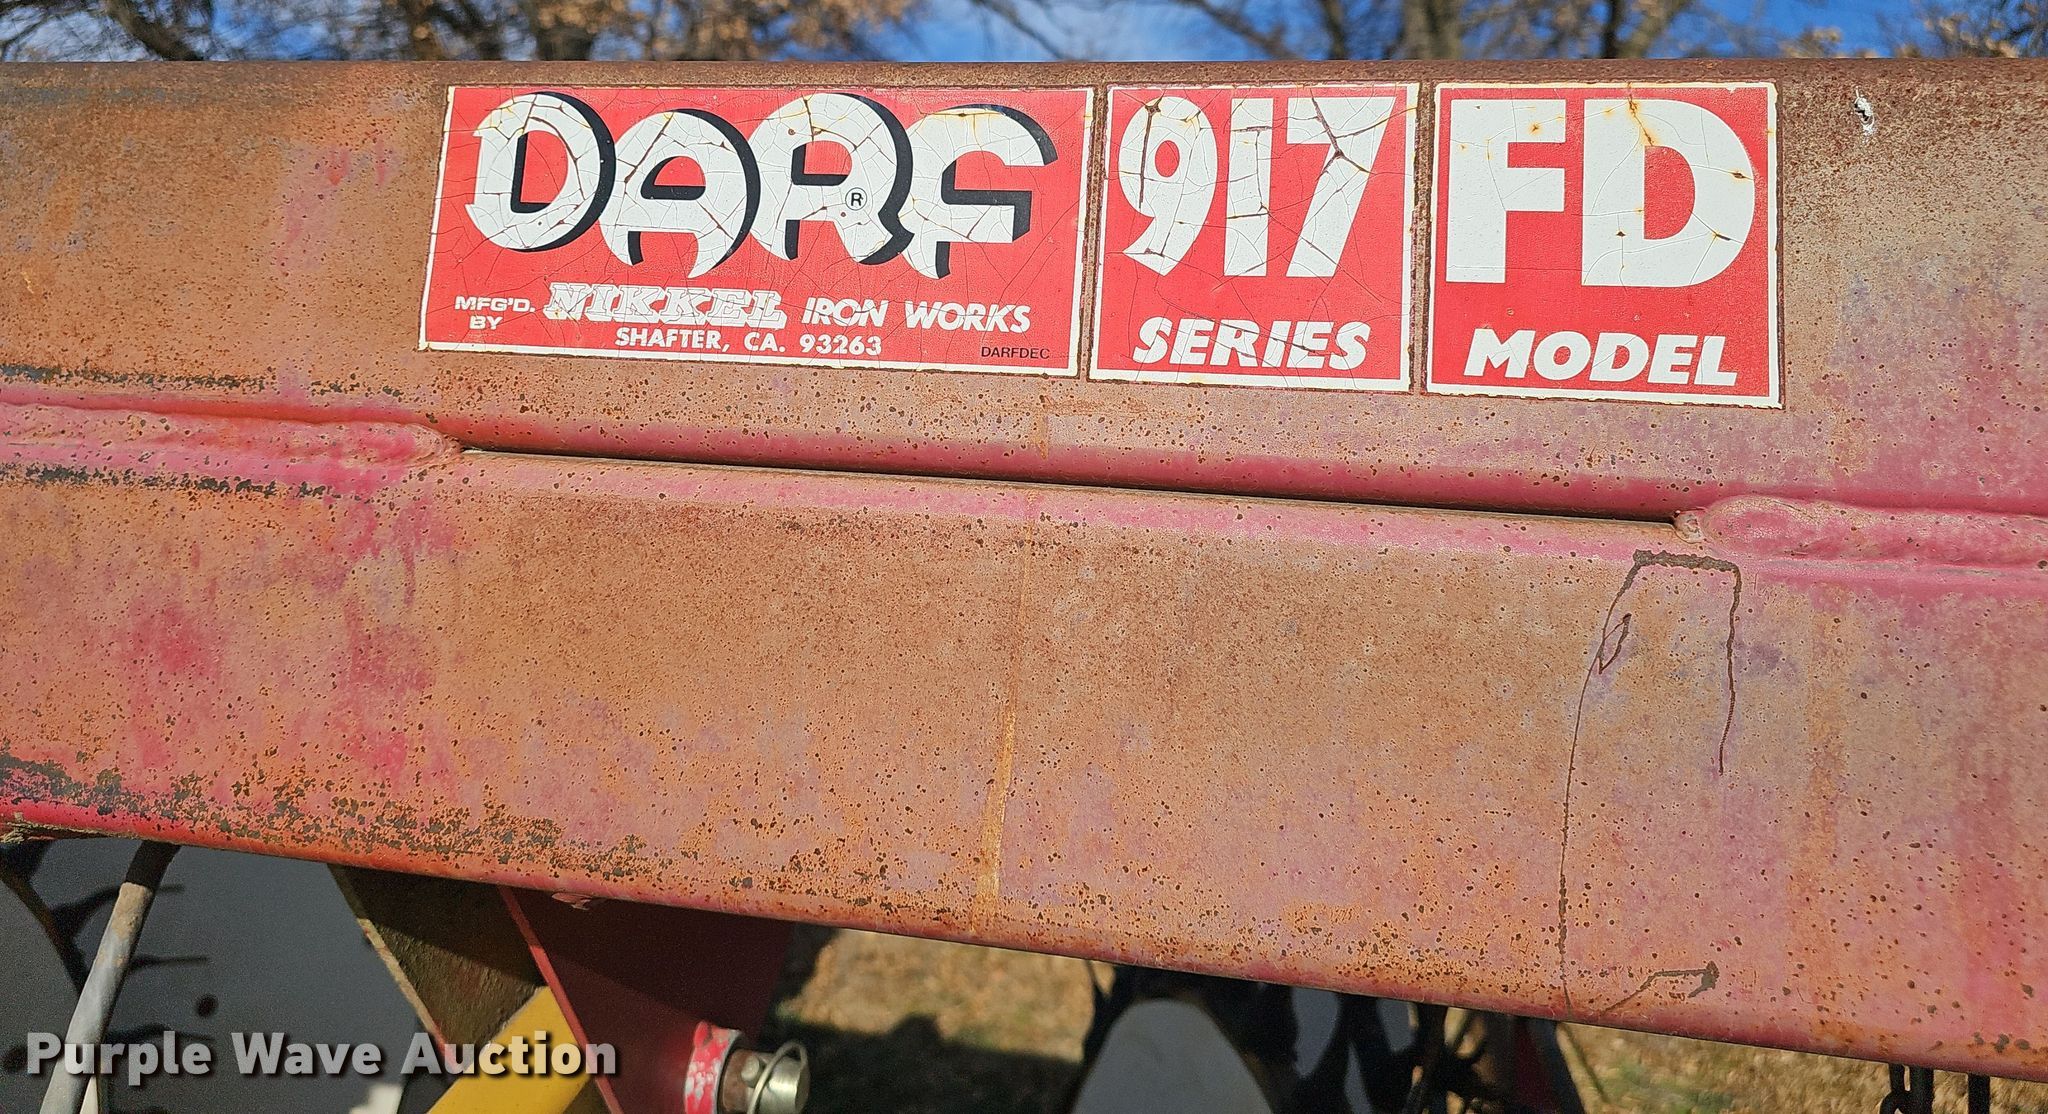 DARF®
MFG'D. BY NIKKEL IRON WORKS
SHAFTER, CA. 93263
DARFDEC
917
SERIES
FD
MODEL
Purple Wave Auction